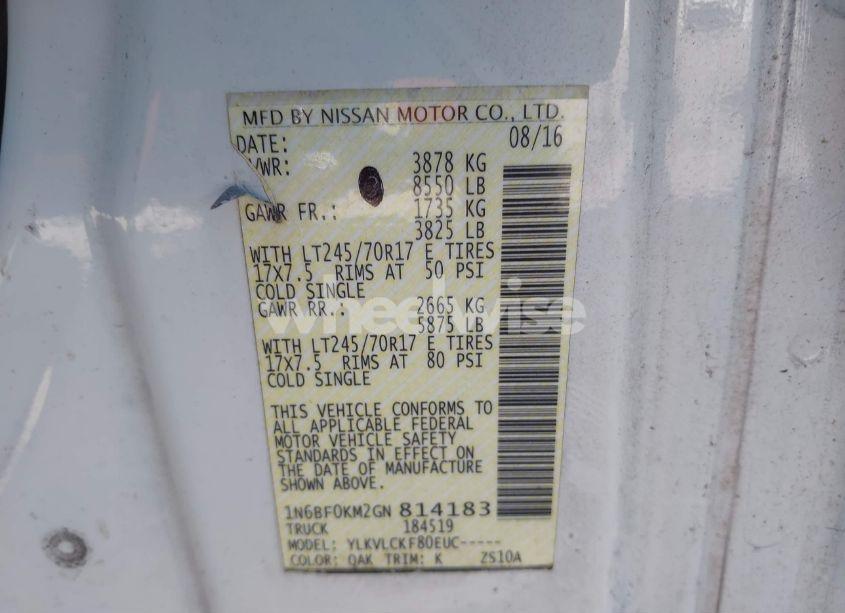 MFD BY NISSAN MOTOR CO., LTD.
DATE: 08/16
VWR: 3878 KG
8550 LB
GAWR FR.: 1735 KG
3825 LB
WITH LT245/70R17 E TIRES
17X7.5 RIMS AT 50 PSI
COLD SINGLE
GAWR RR.: 2665 KG
5875 LB
WITH LT245/70R17 E TIRES
17X7.5 RIMS AT 80 PSI
COLD SINGLE
THIS VEHICLE CONFORMS TO
ALL APPLICABLE FEDERAL
MOTOR VEHICLE SAFETY
STANDARDS IN EFFECT ON
THE DATE OF MANUFACTURE
SHOWN ABOVE.
1N6BF0KM2GN 814183
TRUCK 184519
MODEL: YLKVLCKF80EUC-----
COLOR: QAK TRIM: K ZS10A
wheelwise